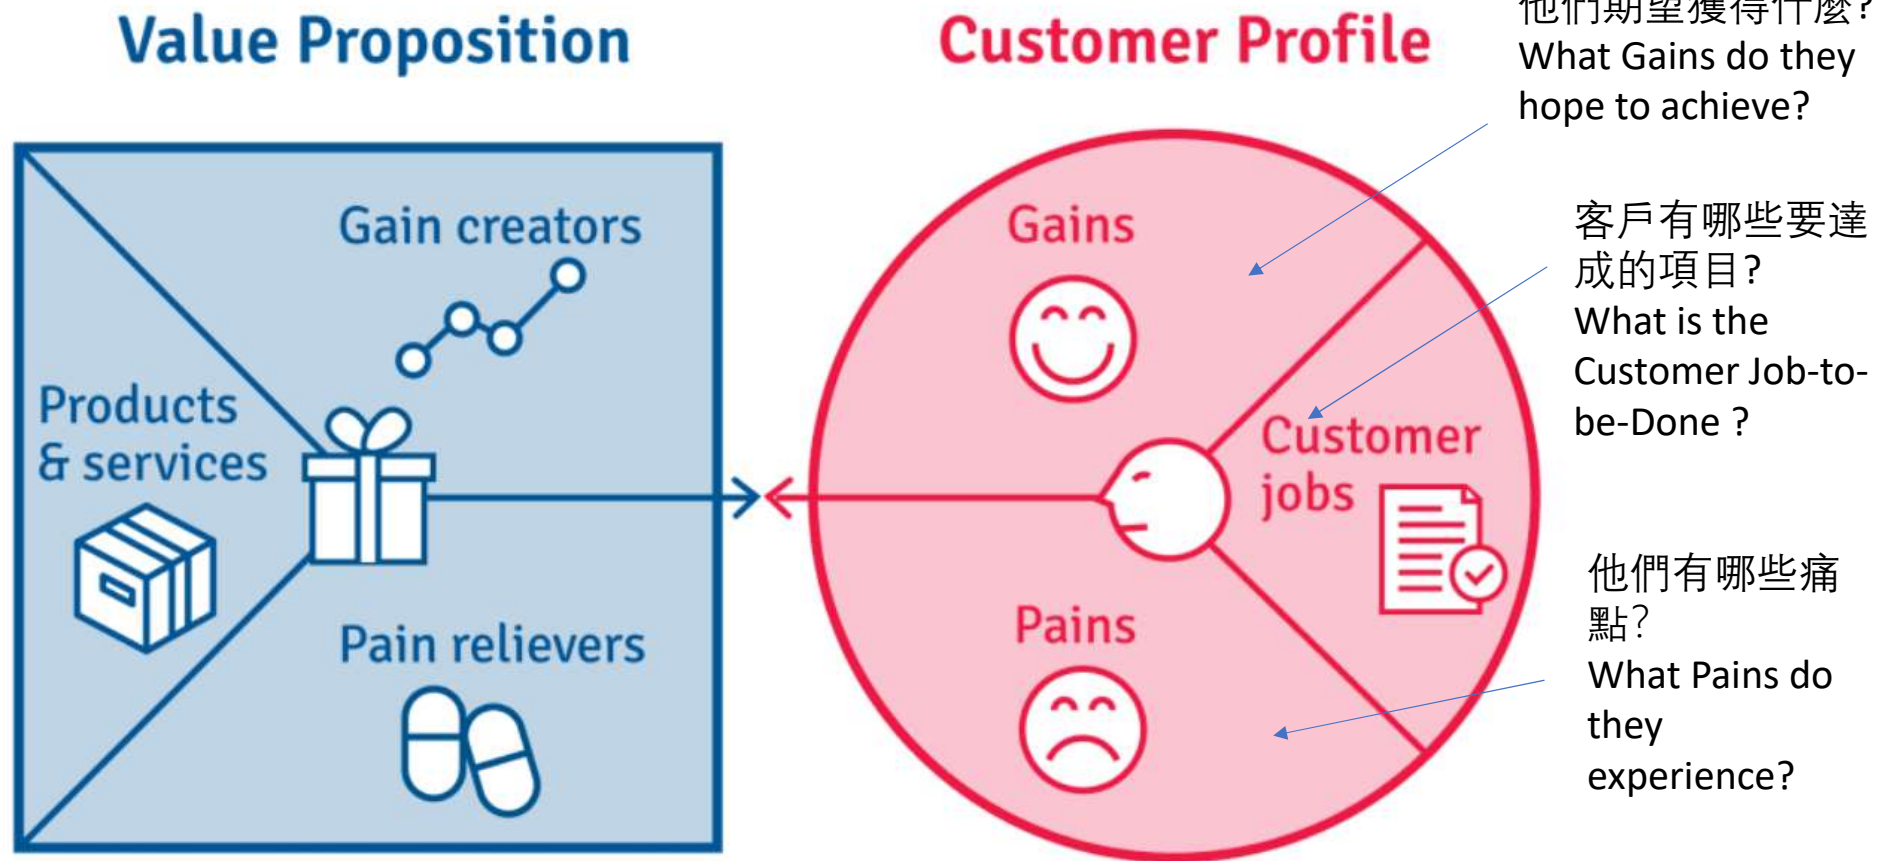 Value Proposition
Gain creators
Products
& services
Pain relievers
Customer Profile
Gains
Customer
jobs
Pains
他們期望獲得什麼?
What Gains do they
hope to achieve?
客戶有哪些要達
成的項目?
What is the
Customer Job-to-
be-Done ?
他們有哪些痛
點?
What Pains do
they
experience?